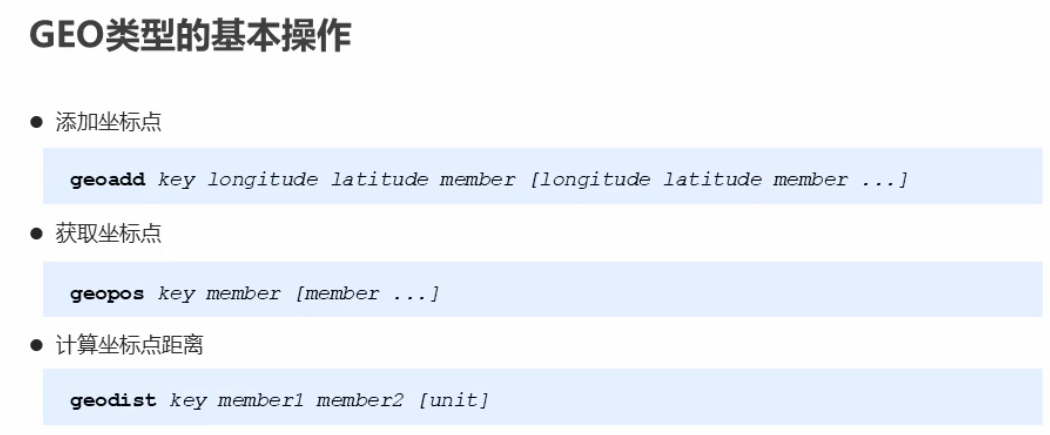 GEO类型的基本操作
● 添加坐标点
geoadd key longitude latitude member [longitude latitude member ...]
● 获取坐标点
geopos key member [member ...]
● 计算坐标点距离
geodist key member1 member2 [unit]